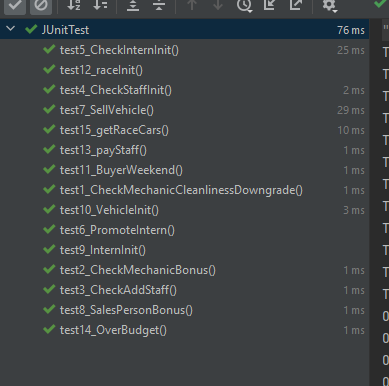 JUnitTest 76 ms
test5_CheckInternInit() 25 ms
test12_raceInit()
test4_CheckStaffInit() 2 ms
test7_SellVehicle() 29 ms
test15_getRaceCars() 10 ms
test13_payStaff() 1 ms
test11_BuyerWeekend() 1 ms
test1_CheckMechanicCleanlinessDowngrade() 1 ms
test10_VehicleInit() 3 ms
test6_PromoteIntern()
test9_InternInit()
test2_CheckMechanicBonus() 1 ms
test3_CheckAddStaff() 1 ms
test8_SalesPersonBonus() 1 ms
test14_OverBudget() 1 ms